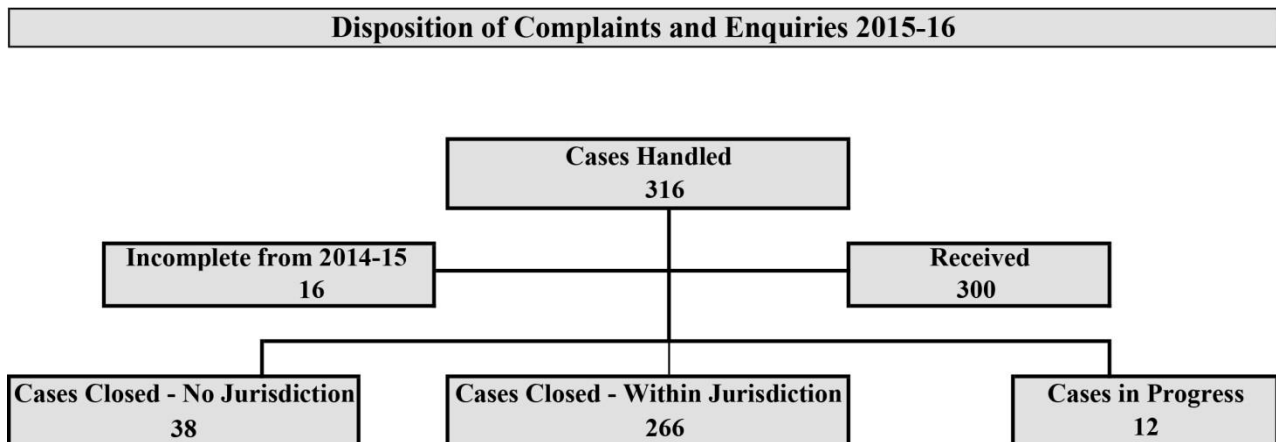 Disposition of Complaints and Enquiries 2015-16
Cases Handled
316
Incomplete from 2014-15
16
Received
300
Cases Closed - No Jurisdiction
38
Cases Closed - Within Jurisdiction
266
Cases in Progress
12